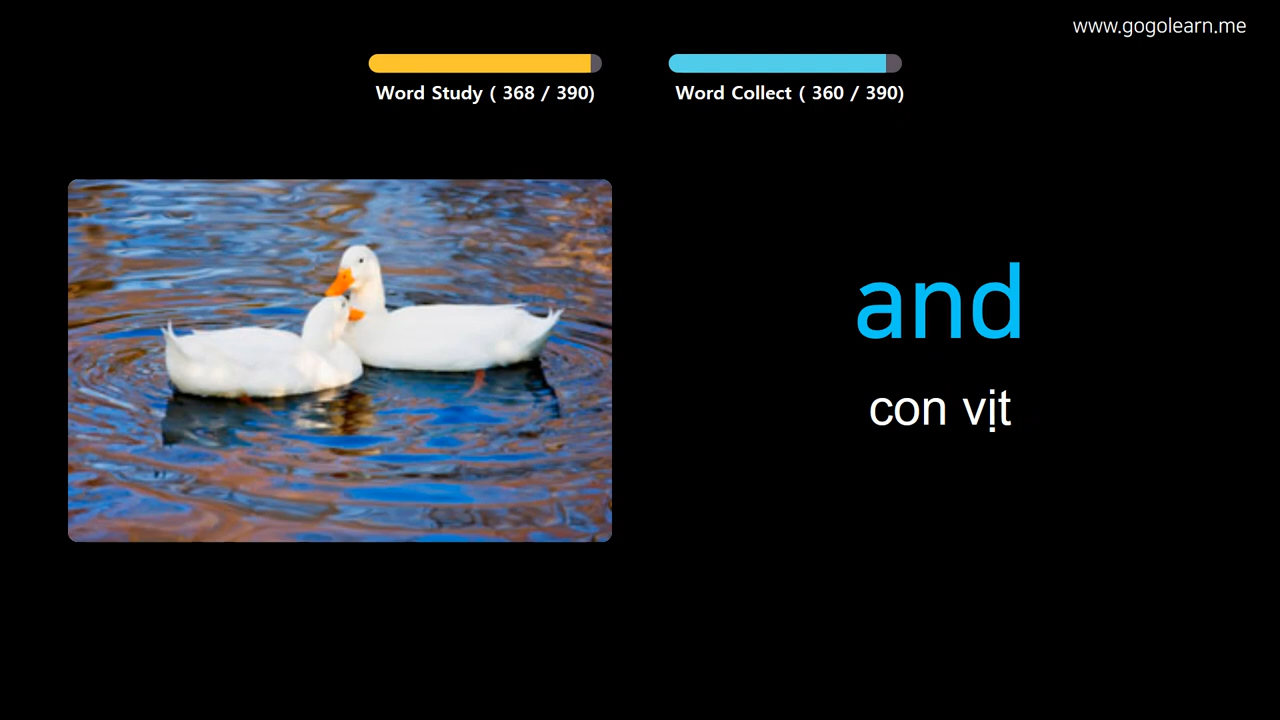 www.gogolearn.me
Word Study ( 368 / 390)
Word Collect ( 360 / 390)
and
con vịt